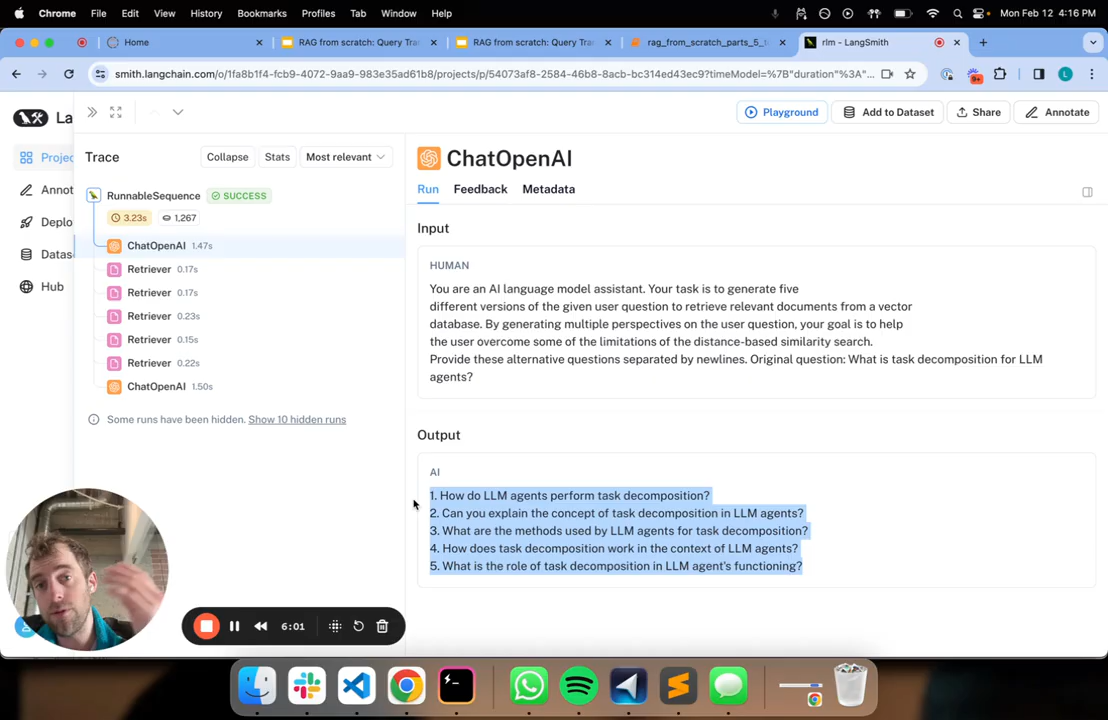 Chrome File Edit View History Bookmarks Profiles Tab Window Help Mon Feb 12 4:16 PM
Home RAG from scratch: Query Tra RAG from scratch: Query Tra rag_from_scratch_parts_5_1 rlm - LangSmith
smith.langchain.com/o/1fa8b1f4-fcb9-4072-9aa9-983e35ad61b8/projects/p/54073af8-2584-46b8-8acb-bc314ed43ec9?timeModel=%7B"duration"%3A"... 9+ L
La Playground Add to Dataset Share Annotate
Projec
Anno
Deplo
Datas
Hub
Trace Collapse Stats Most relevant
RunnableSequence SUCCESS
3.23s 1,267
ChatOpenAI 1.47s
Retriever 0.17s
Retriever 0.17s
Retriever 0.23s
Retriever 0.15s
Retriever 0.22s
ChatOpenAI 1.50s
Some runs have been hidden. Show 10 hidden runs
ChatOpenAI
Run Feedback Metadata
Input
HUMAN
You are an AI language model assistant. Your task is to generate five
different versions of the given user question to retrieve relevant documents from a vector
database. By generating multiple perspectives on the user question, your goal is to help
the user overcome some of the limitations of the distance-based similarity search.
Provide these alternative questions separated by newlines. Original question: What is task decomposition for LLM
agents?
Output
AI
1. How do LLM agents perform task decomposition?
2. Can you explain the concept of task decomposition in LLM agents?
3. What are the methods used by LLM agents for task decomposition?
4. How does task decomposition work in the context of LLM agents?
5. What is the role of task decomposition in LLM agent's functioning?
6:01